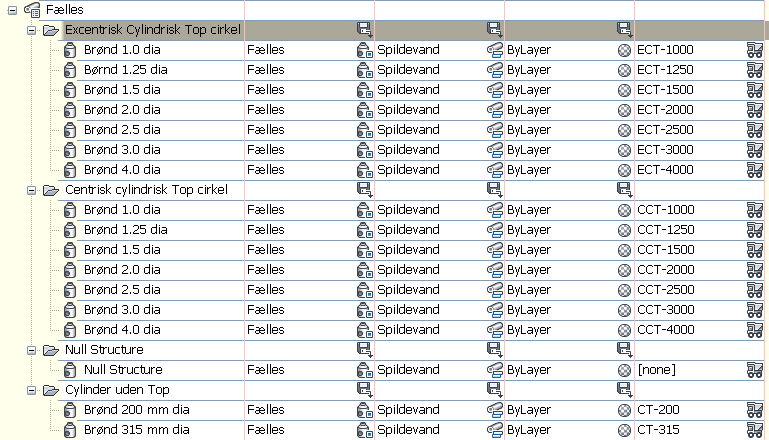 Fælles
Excentrisk Cylindrisk Top cirkel
Brønd 1.0 dia Fælles Spildevand ByLayer ECT-1000
Børnd 1.25 dia Fælles Spildevand ByLayer ECT-1250
Brønd 1.5 dia Fælles Spildevand ByLayer ECT-1500
Brønd 2.0 dia Fælles Spildevand ByLayer ECT-2000
Brønd 2.5 dia Fælles Spildevand ByLayer ECT-2500
Brønd 3.0 dia Fælles Spildevand ByLayer ECT-3000
Brønd 4.0 dia Fælles Spildevand ByLayer ECT-4000
Centrisk cylindrisk Top cirkel
Brønd 1.0 dia Fælles Spildevand ByLayer CCT-1000
Brønd 1.25 dia Fælles Spildevand ByLayer CCT-1250
Brønd 1.5 dia Fælles Spildevand ByLayer CCT-1500
Brønd 2.0 dia Fælles Spildevand ByLayer CCT-2000
Brønd 2.5 dia Fælles Spildevand ByLayer CCT-2500
Brønd 3.0 dia Fælles Spildevand ByLayer CCT-3000
Brønd 4.0 dia Fælles Spildevand ByLayer CCT-4000
Null Structure
Null Structure Fælles Spildevand ByLayer [none]
Cylinder uden Top
Brønd 200 mm dia Fælles Spildevand ByLayer CT-200
Brønd 315 mm dia Fælles Spildevand ByLayer CT-315